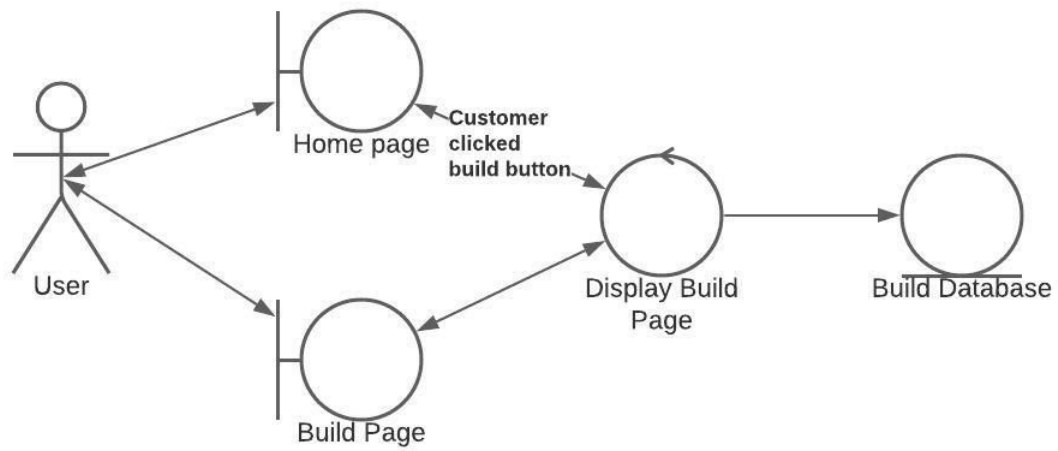 Home page
Customer
clicked
build button
User
Display Build
Page
Build Database
Build Page